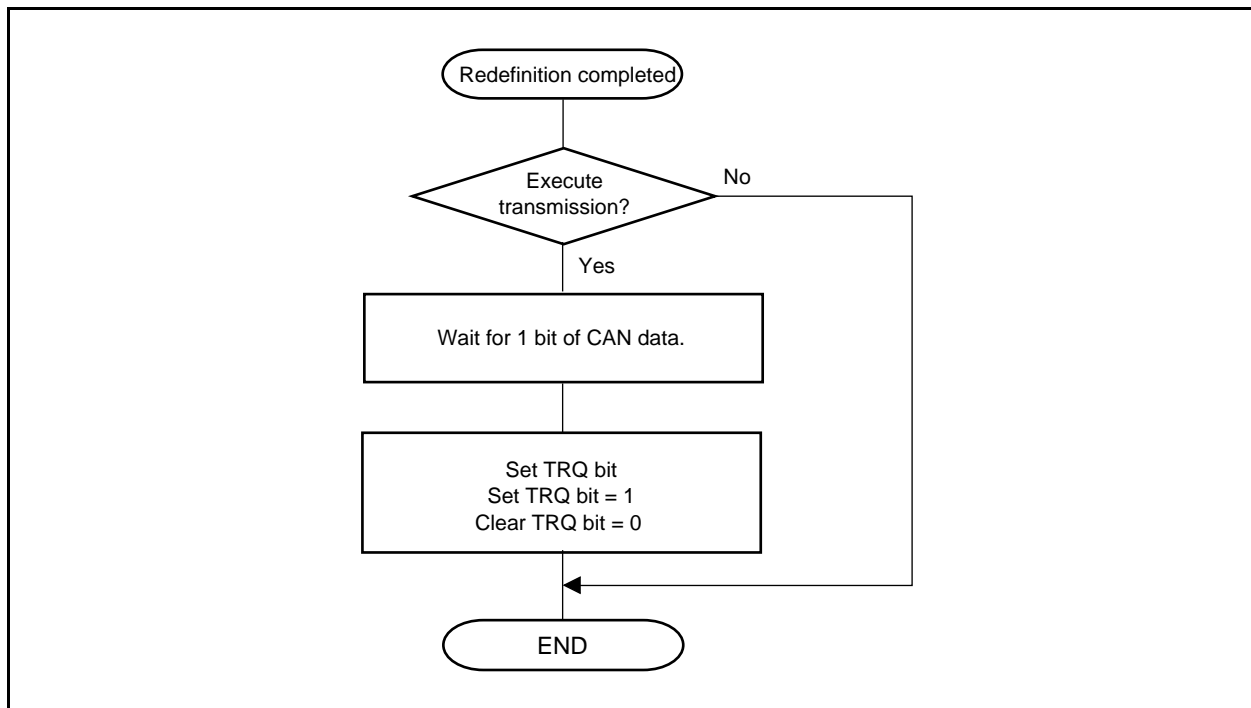 Redefinition completed
Execute
transmission?
No
Yes
Wait for 1 bit of CAN data.
Set TRQ bit
Set TRQ bit = 1
Clear TRQ bit = 0
END